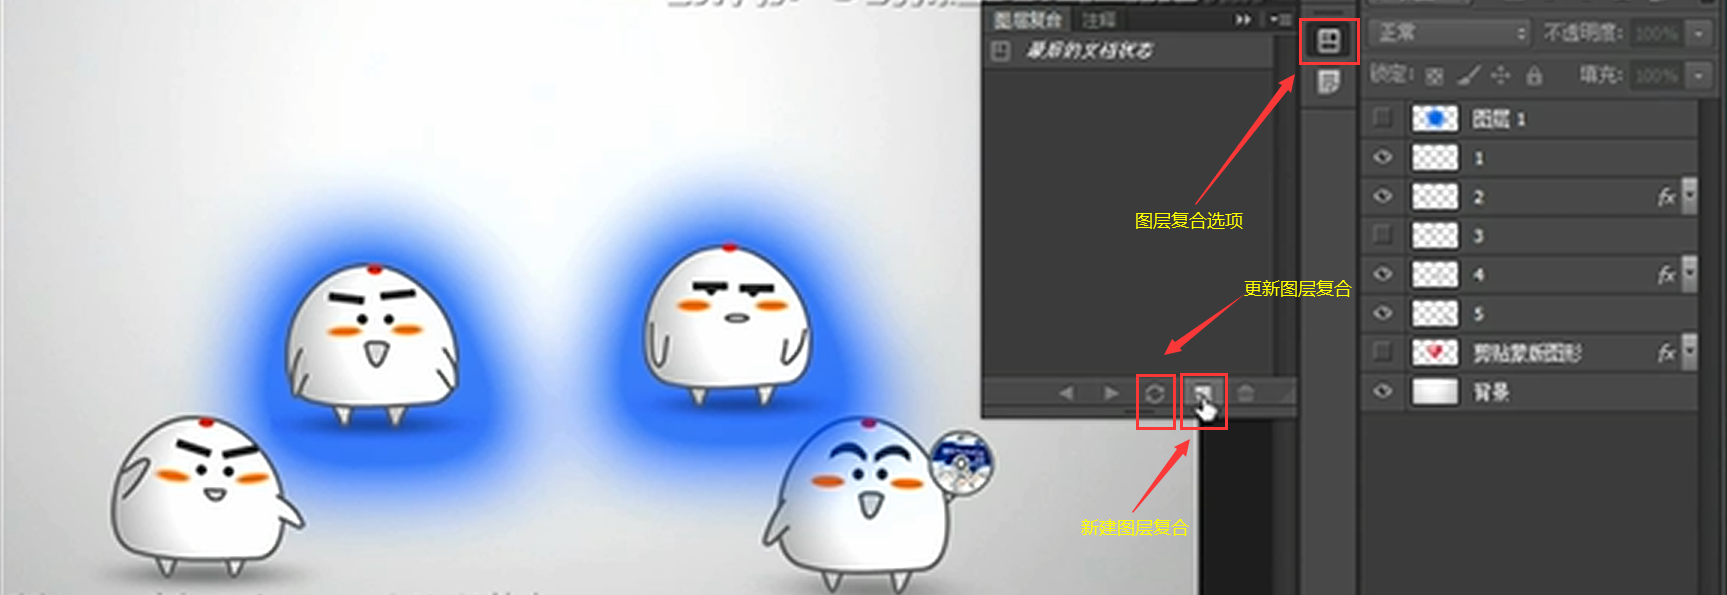 图层复合 注释
最后的文档状态
图层复合选项
更新图层复合
新建图层复合
正常 不透明度: 100%
锁定: 填充: 100%
图层 1
1
2 fx
3
4 fx
5
剪贴蒙版图形 fx
背景